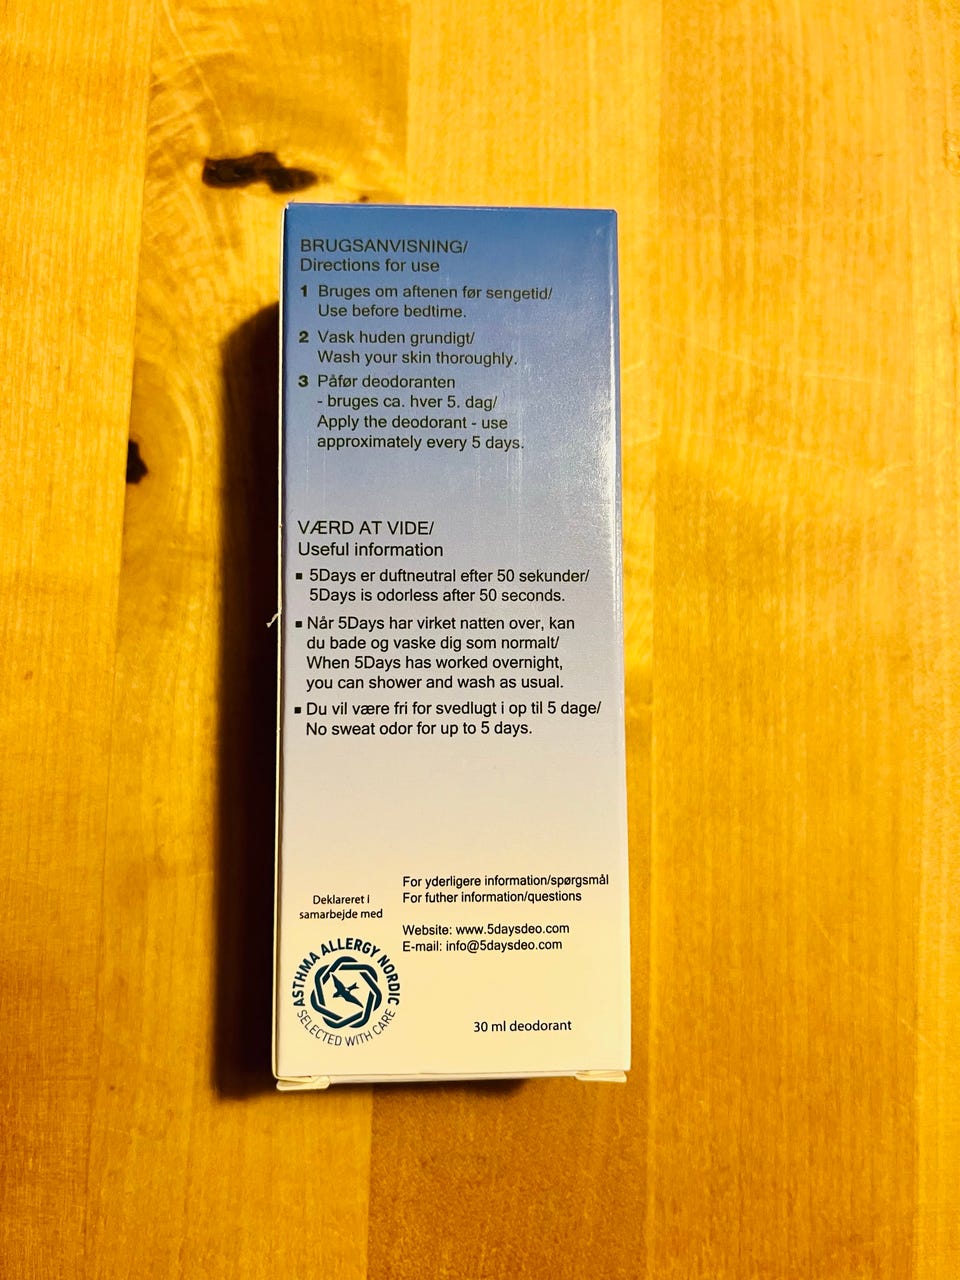 BRUGSANVISNING/
Directions for use
1 Bruges om aftenen før sengetid/
Use before bedtime.
2 Vask huden grundigt/
Wash your skin thoroughly.
3 Påfør deodoranten
- bruges ca. hver 5. dag/
Apply the deodorant - use
approximately every 5 days.
VÆRD AT VIDE/
Useful information
▪ 5Days er duftneutral efter 50 sekunder/
5Days is odorless after 50 seconds.
▪ Når 5Days har virket natten over, kan
du bade og vaske dig som normalt/
When 5Days has worked overnight,
you can shower and wash as usual.
▪ Du vil være fri for svedlugt i op til 5 dage/
No sweat odor for up to 5 days.
Deklareret i
samarbejde med
ASTHMA ALLERGY NORDIC
SELECTED WITH CARE
For yderligere information/spørgsmål
For futher information/questions
Website: www.5daysdeo.com
E-mail: info@5daysdeo.com
30 ml deodorant